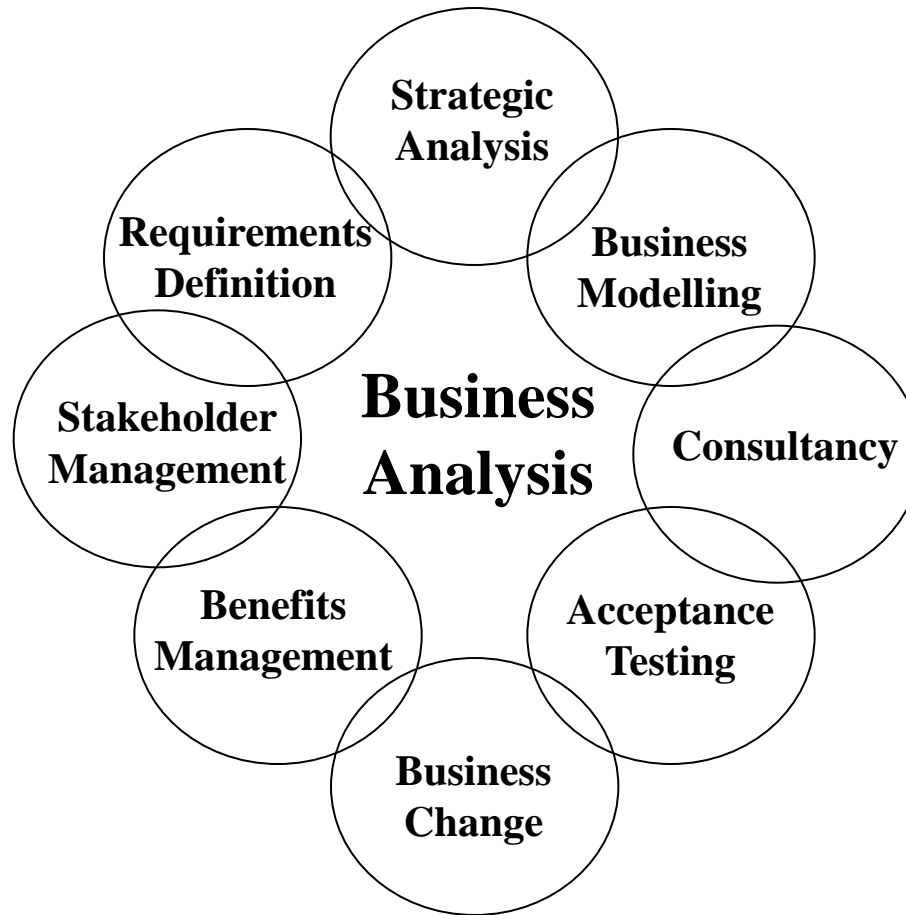 Strategic
Analysis
Requirements
Definition
Business
Modelling
Business
Analysis
Stakeholder
Management
Consultancy
Benefits
Management
Acceptance
Testing
Business
Change